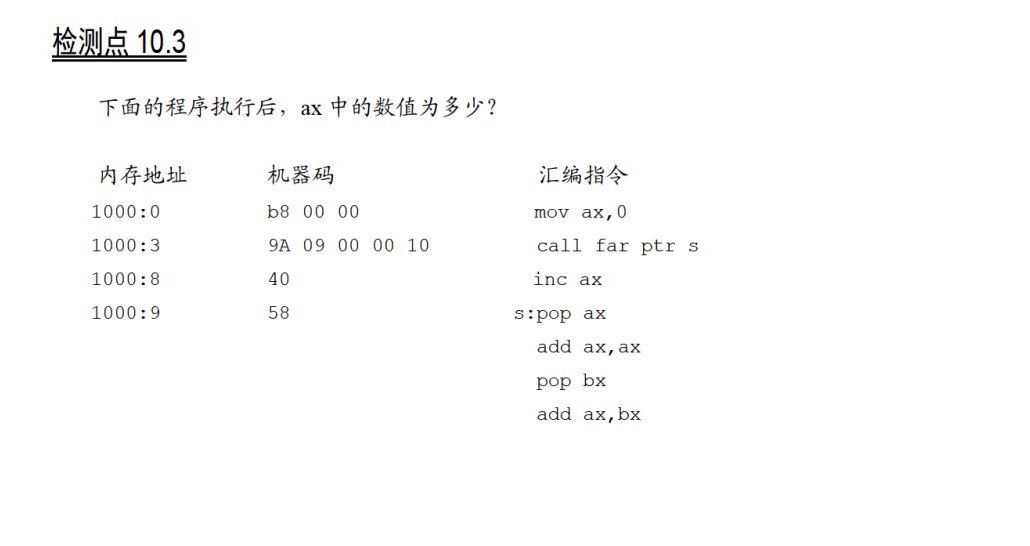 检测点 10.3
下面的程序执行后，ax 中的数值为多少？
内存地址 机器码 汇编指令
1000:0 b8 00 00 mov ax,0
1000:3 9A 09 00 00 10 call far ptr s
1000:8 40 inc ax
1000:9 58 s:pop ax
add ax,ax
pop bx
add ax,bx